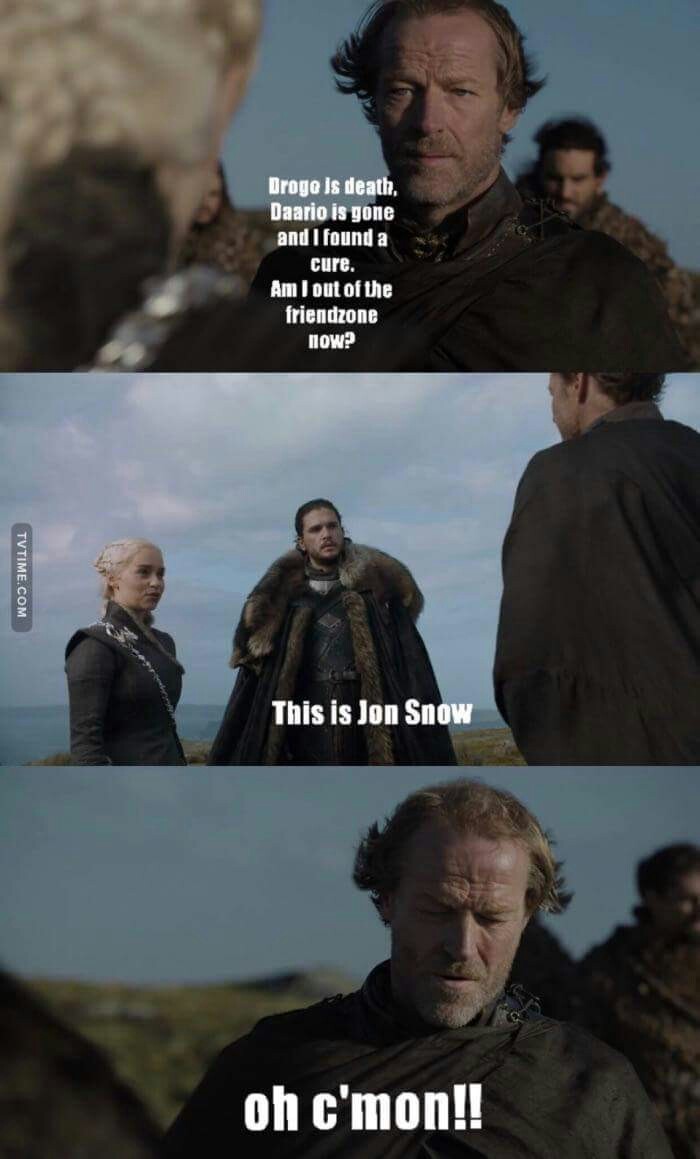 Drogo Is death,
Daario is gone
and I found a
cure.
Am I out of the
friendzone
now?
TVTIME.COM
This is Jon Snow
oh c'mon!!